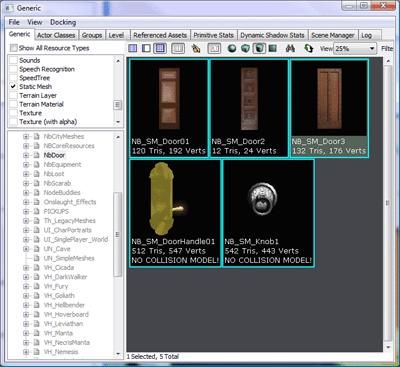 Generic
File View Docking
Generic Actor Classes Groups Level Referenced Assets Primitive Stats Dynamic Shadow Stats Scene Manager Log
Show All Resource Types
View 25% Filte
Sounds
Speech Recognition
SpeedTree
Static Mesh
Terrain Layer
Terrain Material
Texture
Texture (with alpha)
NbCityMeshes
NBCoreResources
NbDoor
NbEquipment
NbLoot
NbScarab
NodeBuddies
Onslaught_Effects
PICKUPS
Th_LegacyMeshes
UI_CharPortraits
UI_SinglePlayer_World
UN_Cave
UN_SimpleMeshes
VH_Cicada
VH_DarkWalker
VH_Fury
VH_Goliath
VH_Hellbender
VH_Hoverboard
VH_Leviathan
VH_Manta
VH_NecrisManta
VH_Nemesis
NB_SM_Door01
120 Tris, 192 Verts
NB_SM_Door2
12 Tris, 24 Verts
NB_SM_Door3
132 Tris, 176 Verts
NB_SM_DoorHandle01
512 Tris, 547 Verts
NO COLLISION MODEL!
NB_SM_Knob1
542 Tris, 443 Verts
NO COLLISION MODEL!
1 Selected, 5 Total